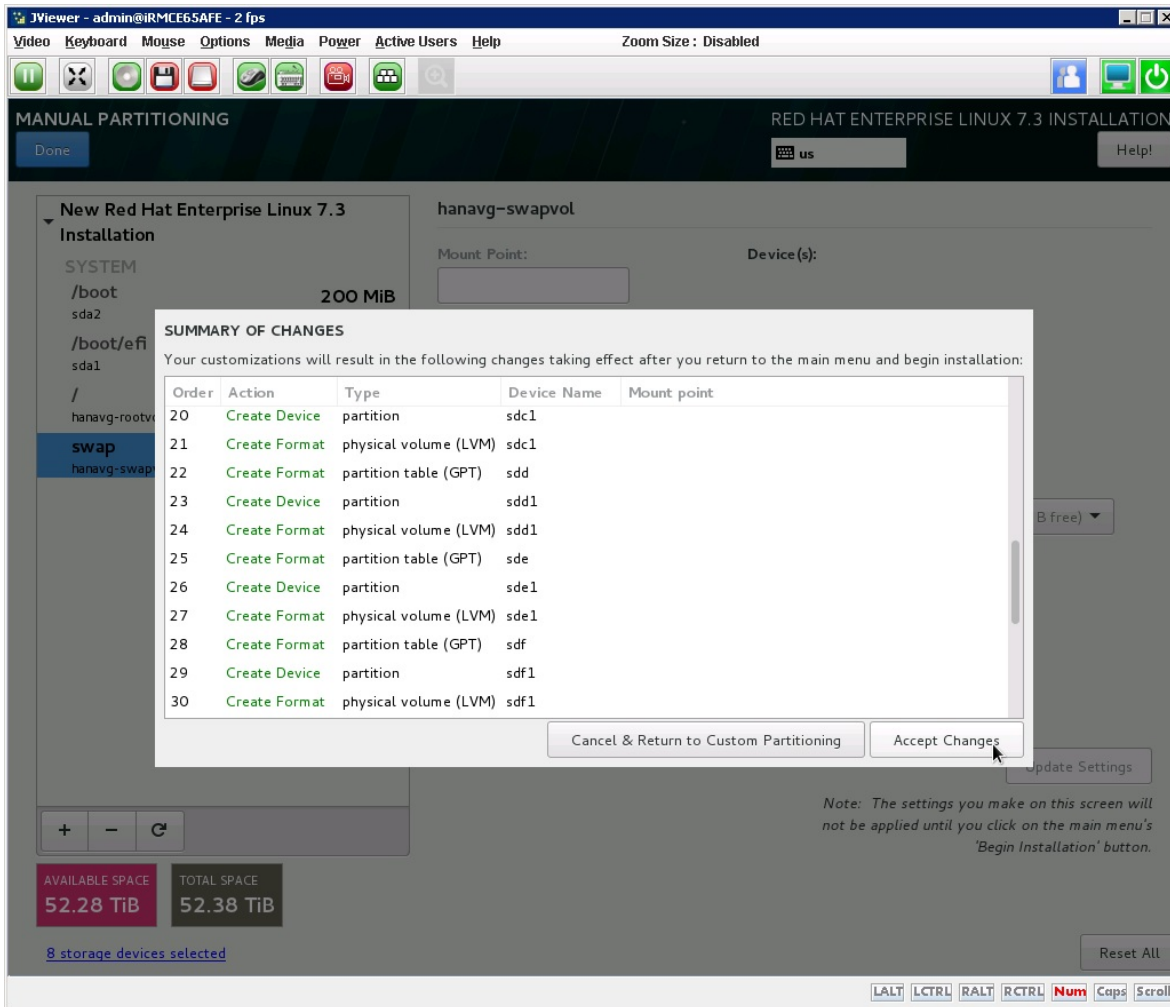 JViewer - admin@iRMCE65AFE - 2 fps
Video Keyboard Mouse Options Media Power Active Users Help Zoom Size : Disabled
MANUAL PARTITIONING
RED HAT ENTERPRISE LINUX 7.3 INSTALLATION
Done
us
Help!
New Red Hat Enterprise Linux 7.3
Installation
SYSTEM
/boot 200 MiB
sda2
/boot/efi
sda1
/
hanavg-rootvo
swap
hanavg-swapv
hanavg-swapvol
Mount Point:
Device(s):
B free)
SUMMARY OF CHANGES
Your customizations will result in the following changes taking effect after you return to the main menu and begin installation:
Order Action Type Device Name Mount point
20 Create Device partition sdc1
21 Create Format physical volume (LVM) sdc1
22 Create Format partition table (GPT) sdd
23 Create Device partition sdd1
24 Create Format physical volume (LVM) sdd1
25 Create Format partition table (GPT) sde
26 Create Device partition sde1
27 Create Format physical volume (LVM) sde1
28 Create Format partition table (GPT) sdf
29 Create Device partition sdf1
30 Create Format physical volume (LVM) sdf1
Cancel & Return to Custom Partitioning
Accept Changes
Update Settings
Note: The settings you make on this screen will
not be applied until you click on the main menu's
'Begin Installation' button.
+ −
AVAILABLE SPACE
52.28 TiB
TOTAL SPACE
52.38 TiB
8 storage devices selected
Reset All
LALT LCTRL RALT RCTRL Num Caps Scroll